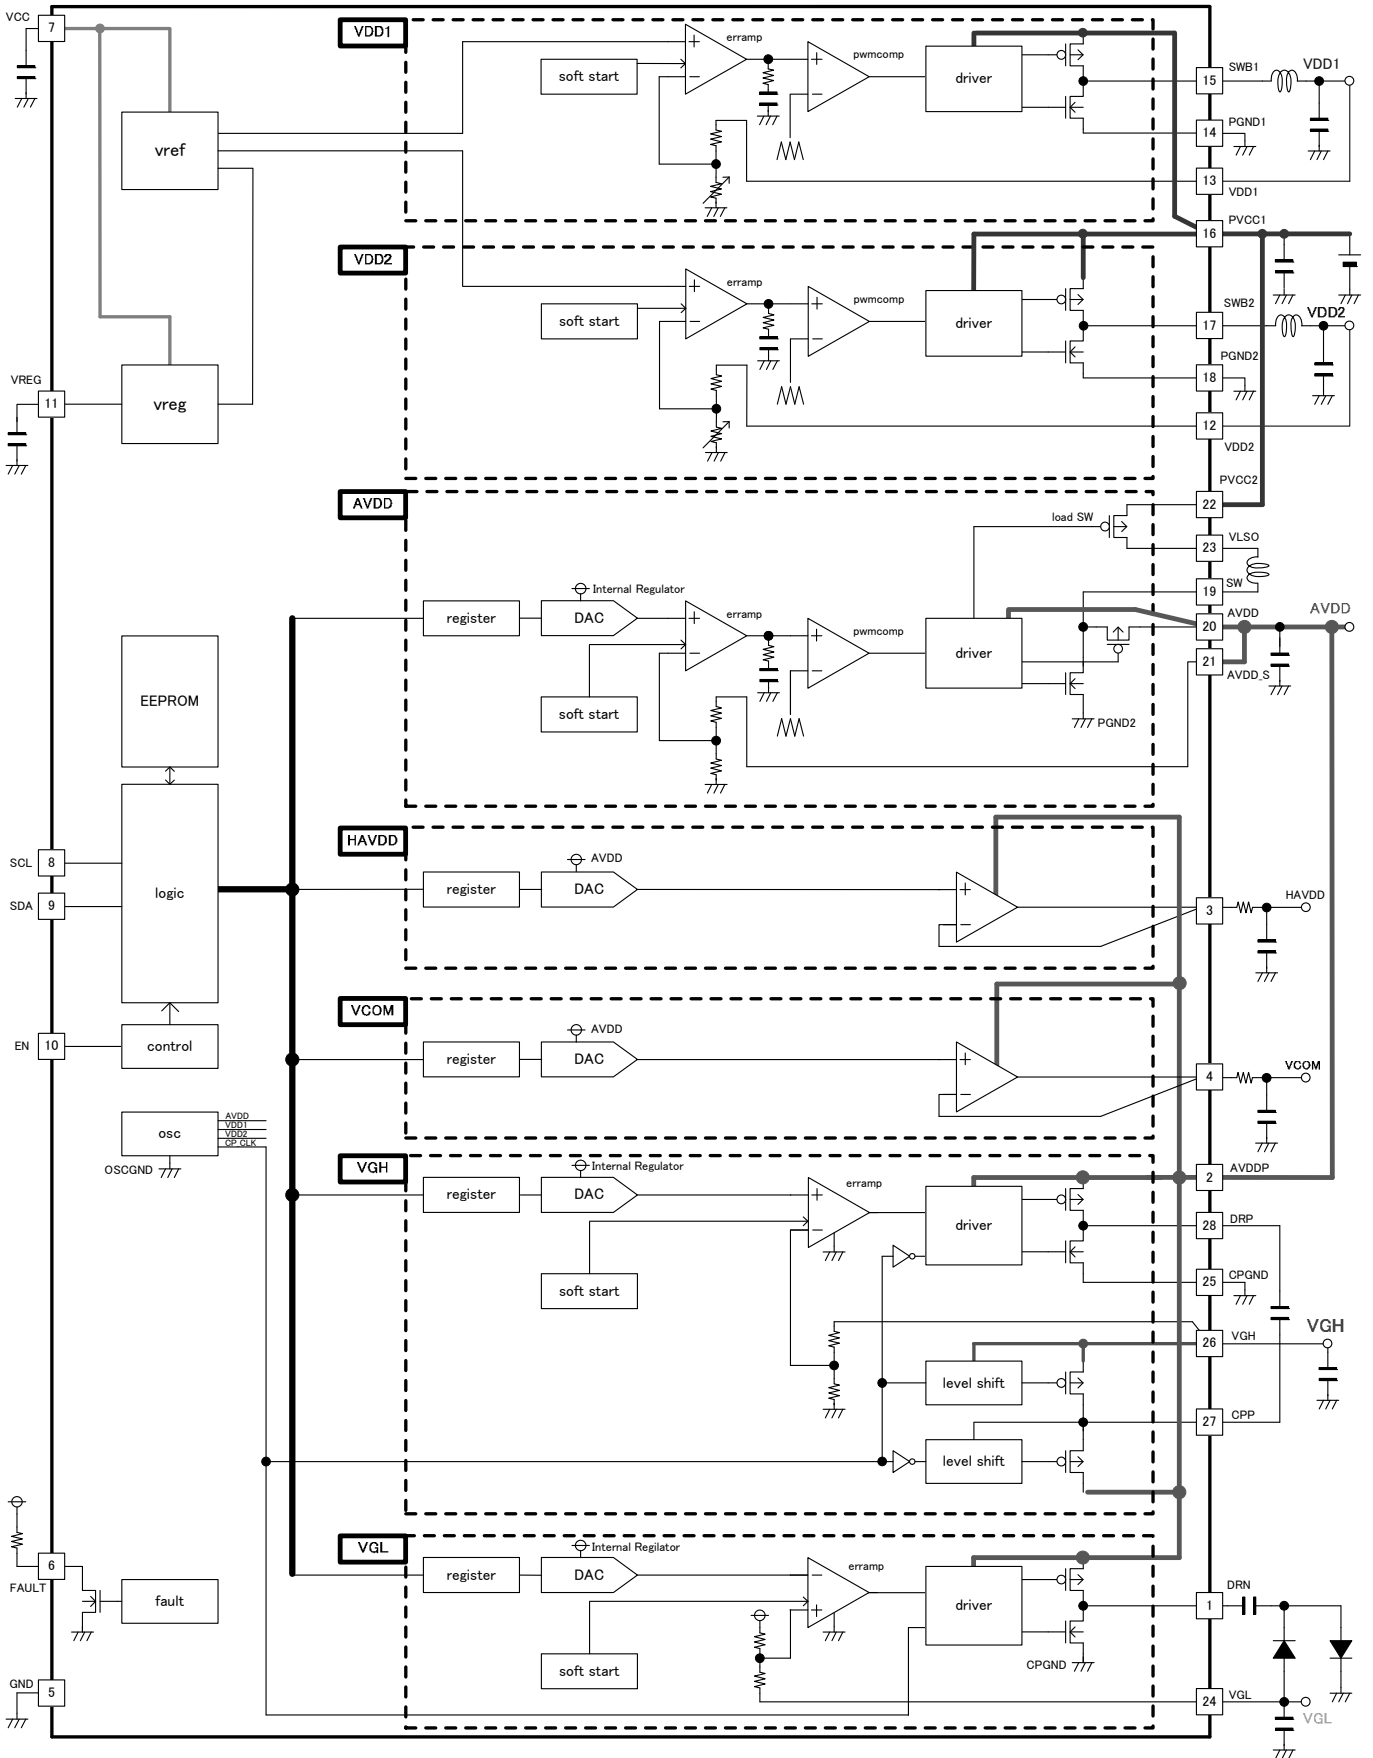 VCC
7
VDD1
erramp
pwmcomp
soft start
driver
SWB1
15
VDD1
PGND1
14
vref
13
VDD1
PVCC1
16
VDD2
erramp
pwmcomp
soft start
driver
SWB2
17
VDD2
PGND2
18
VREG
11
vreg
12
VDD2
PVCC2
22
AVDD
load SW
23
VLSO
19
SW
Internal Regulator
register
DAC
erramp
pwmcomp
driver
AVDD
20
AVDD
21
AVDD_S
soft start
PGND2
EEPROM
HAVDD
AVDD
register
DAC
3
HAVDD
SCL
8
logic
SDA
9
VCOM
AVDD
register
DAC
4
VCOM
EN
10
control
osc
AVDD
VDD1
VDD2
CP CLK
OSCGND
VGH
Internal Regulator
register
DAC
erramp
driver
2
AVDDP
28
DRP
soft start
25
CPGND
26
VGH
VGH
level shift
27
CPP
level shift
VGL
Internal Regilator
register
DAC
erramp
driver
6
FAULT
fault
1
DRN
soft start
CPGND
GND
5
24
VGL
VGL